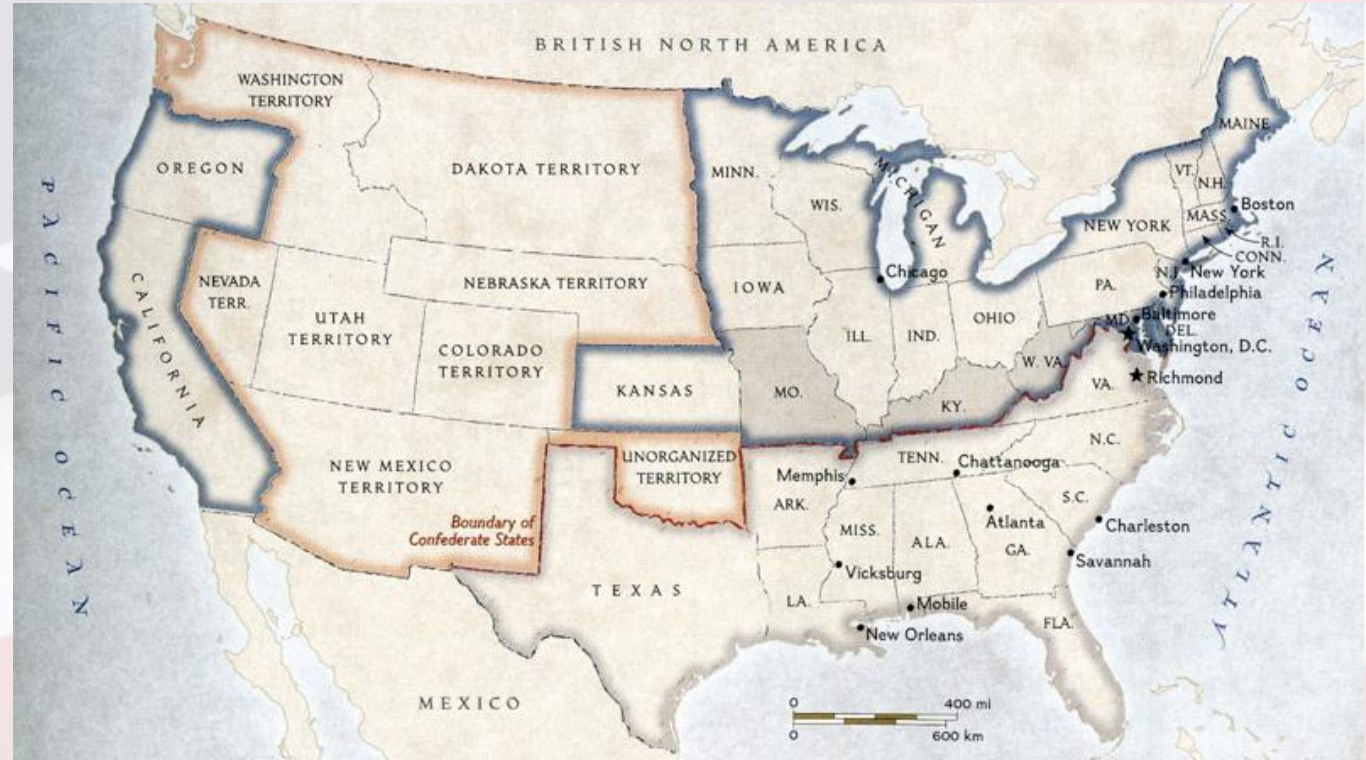 BRITISH NORTH AMERICA
WASHINGTON
TERRITORY
MAINE
OREGON
DAKOTA TERRITORY
MINN.
MICHIGAN
VT.
N.H.
WIS.
Boston
MASS.
NEW YORK
R.I.
CONN.
PACIFIC OCEAN
CALIFORNIA
NEVADA
TERR.
NEBRASKA TERRITORY
IOWA
Chicago
N.J.
New York
PA.
Philadelphia
UTAH
TERRITORY
OHIO
ILL.
IND.
MD.
Baltimore
DEL.
Washington, D.C.
COLORADO
TERRITORY
W. VA.
KANSAS
MO.
VA.
Richmond
KY.
ATLANTIC OCEAN
NEW MEXICO
TERRITORY
UNORGANIZED
TERRITORY
TENN.
Chattanooga
N.C.
Memphis
ARK.
S.C.
Boundary of
Confederate States
MISS.
ALA.
Atlanta
GA.
Charleston
Savannah
Vicksburg
TEXAS
LA.
Mobile
New Orleans
FLA.
MEXICO
0 400 mi
0 600 km